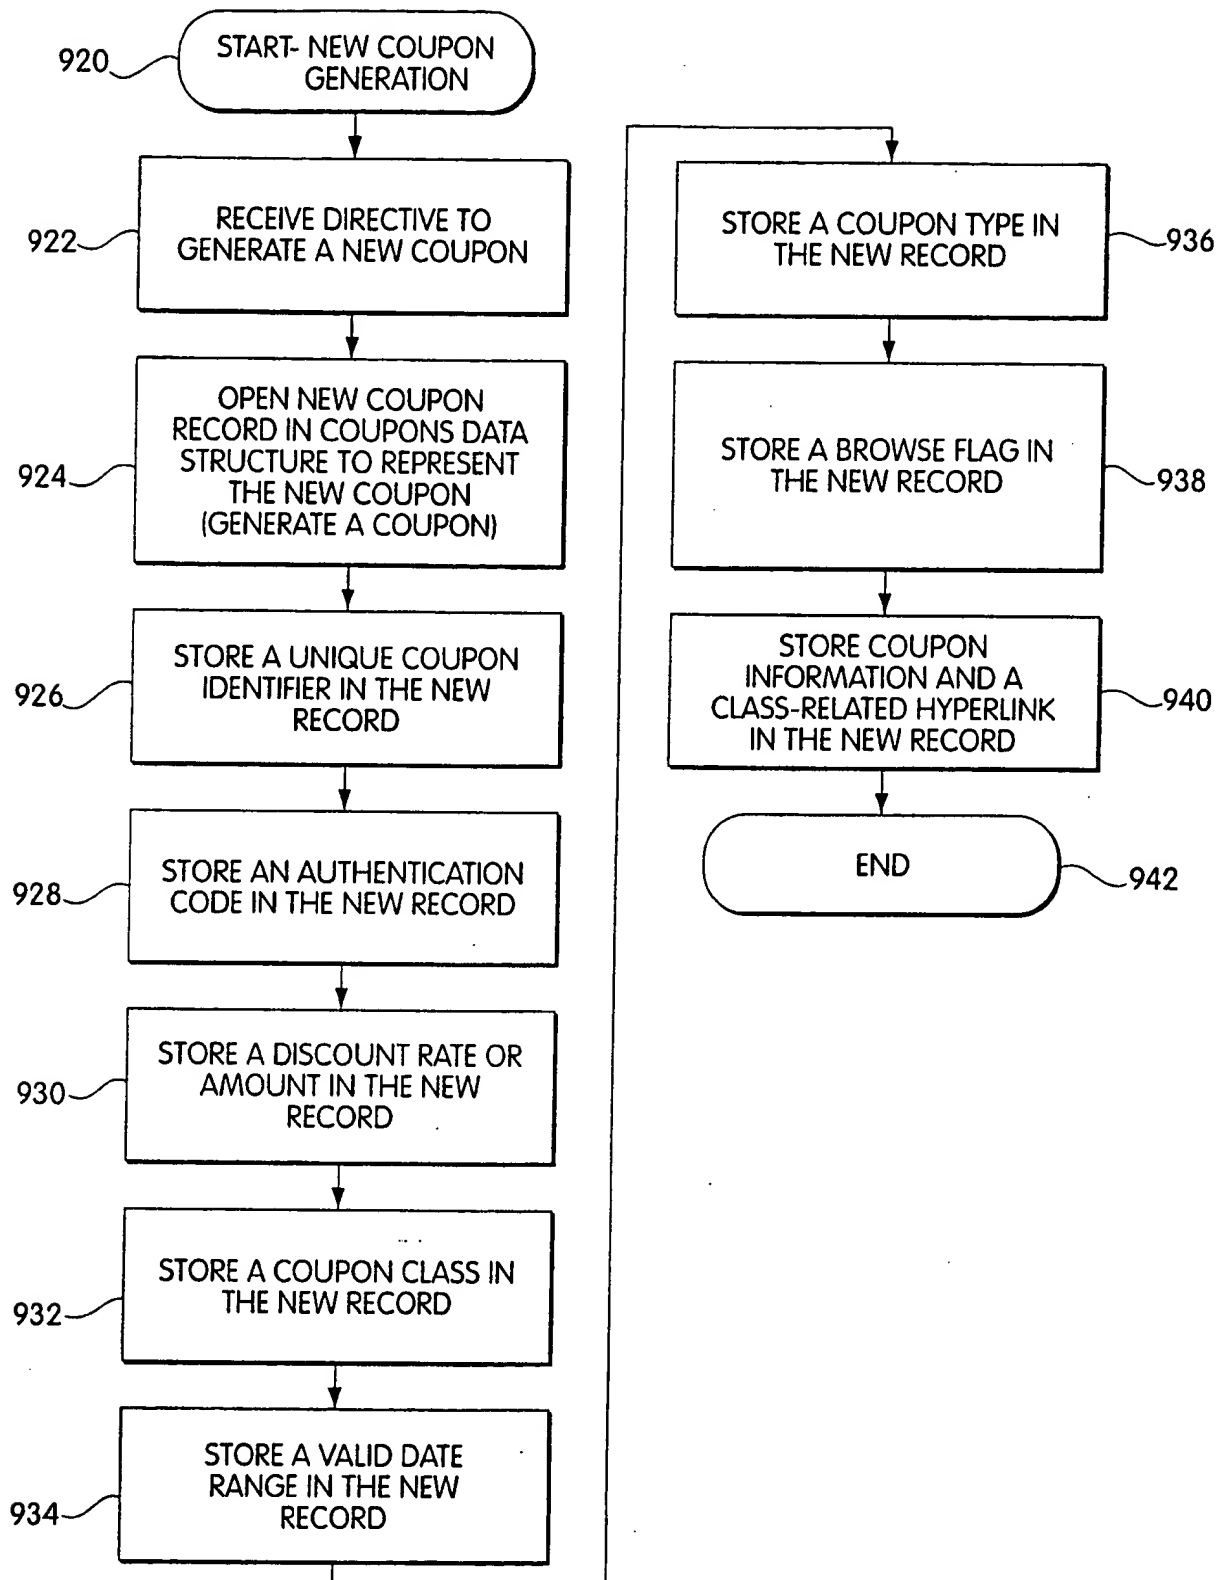 920
START- NEW COUPON
GENERATION
922
RECEIVE DIRECTIVE TO
GENERATE A NEW COUPON
924
OPEN NEW COUPON
RECORD IN COUPONS DATA
STRUCTURE TO REPRESENT
THE NEW COUPON
(GENERATE A COUPON)
926
STORE A UNIQUE COUPON
IDENTIFIER IN THE NEW
RECORD
928
STORE AN AUTHENTICATION
CODE IN THE NEW RECORD
930
STORE A DISCOUNT RATE OR
AMOUNT IN THE NEW
RECORD
932
STORE A COUPON CLASS IN
THE NEW RECORD
934
STORE A VALID DATE
RANGE IN THE NEW
RECORD
STORE A COUPON TYPE IN
THE NEW RECORD
936
STORE A BROWSE FLAG IN
THE NEW RECORD
938
STORE COUPON
INFORMATION AND A
CLASS-RELATED HYPERLINK
IN THE NEW RECORD
940
END
942